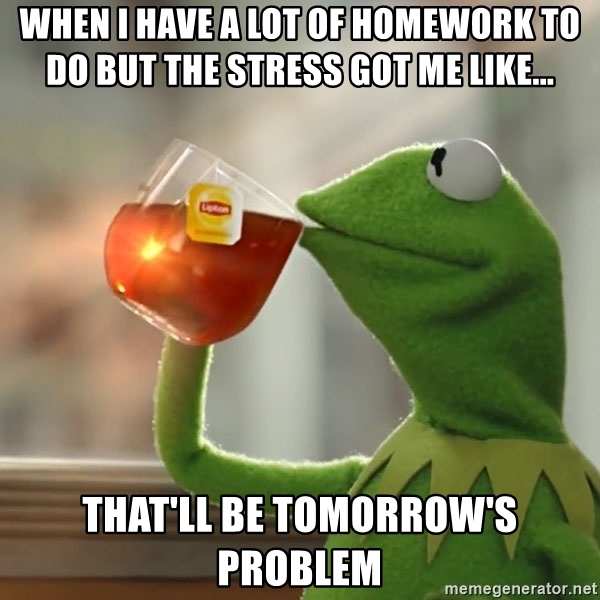 WHEN I HAVE A LOT OF HOMEWORK TO
DO BUT THE STRESS GOT ME LIKE...
Lipton
THAT'LL BE TOMORROW'S
PROBLEM
memegenerator.net